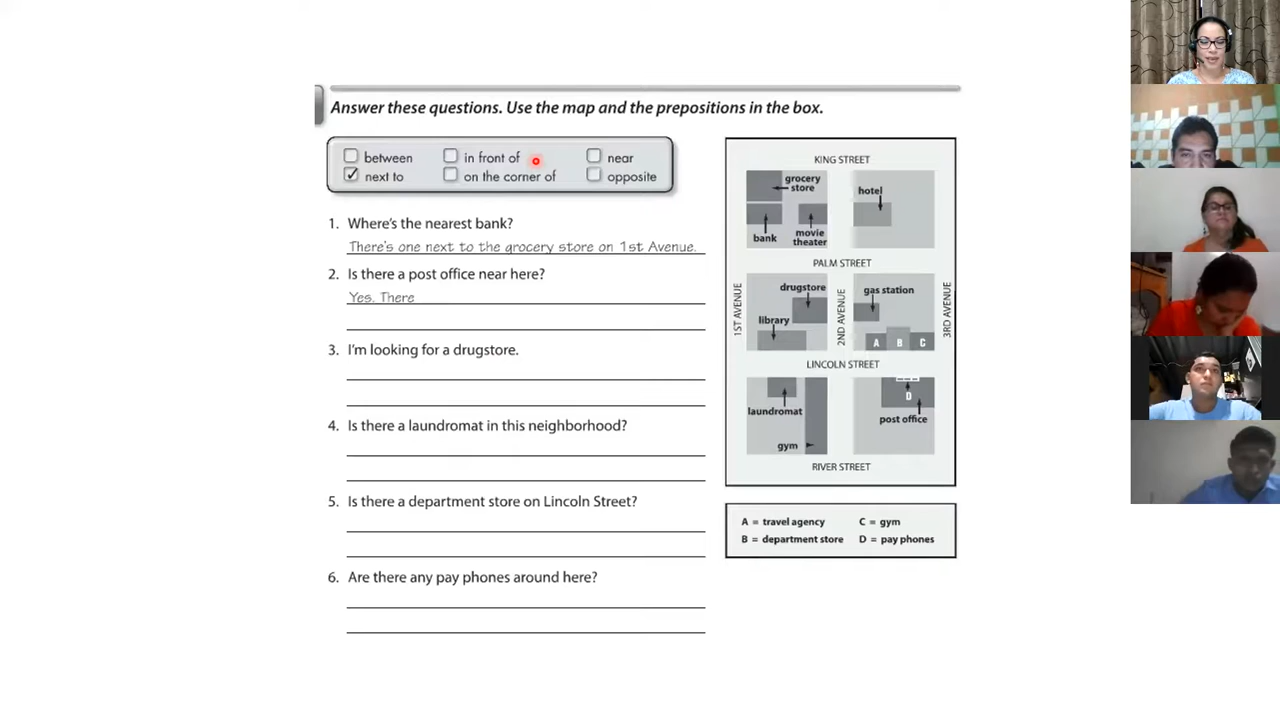 Answer these questions. Use the map and the prepositions in the box.
between in front of near
next to on the corner of opposite
1. Where's the nearest bank?
There's one next to the grocery store on 1st Avenue.
2. Is there a post office near here?
Yes. There
3. I'm looking for a drugstore.
4. Is there a laundromat in this neighborhood?
5. Is there a department store on Lincoln Street?
6. Are there any pay phones around here?
KING STREET
grocery store
hotel
bank
movie theater
PALM STREET
1ST AVENUE
2ND AVENUE
3RD AVENUE
drugstore
gas station
library
A B C
LINCOLN STREET
laundromat
D
post office
gym
RIVER STREET
A = travel agency C = gym
B = department store D = pay phones